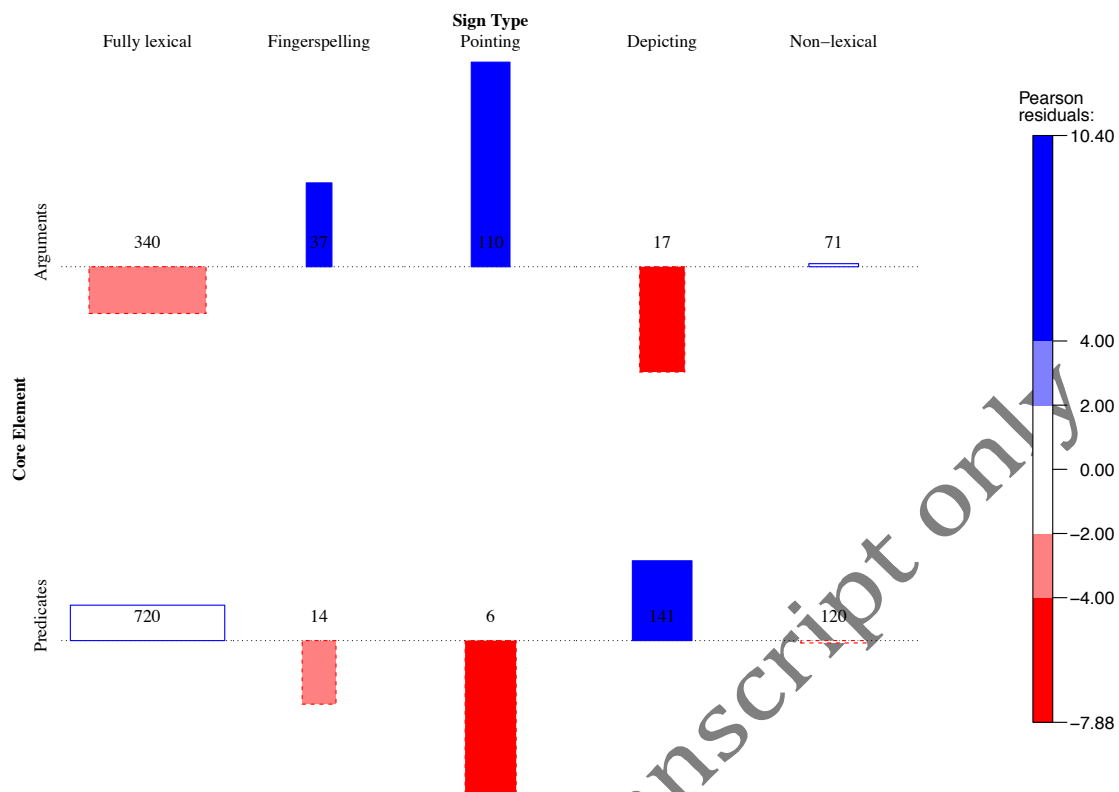 Sign Type
Fully lexical Fingerspelling Pointing Depicting Non−lexical
Pearson
residuals:
10.40
4.00
2.00
0.00
−2.00
−4.00
−7.88
Core Element
Arguments
340 37 110 17 71
Predicates
720 14 6 141 120
nscript only